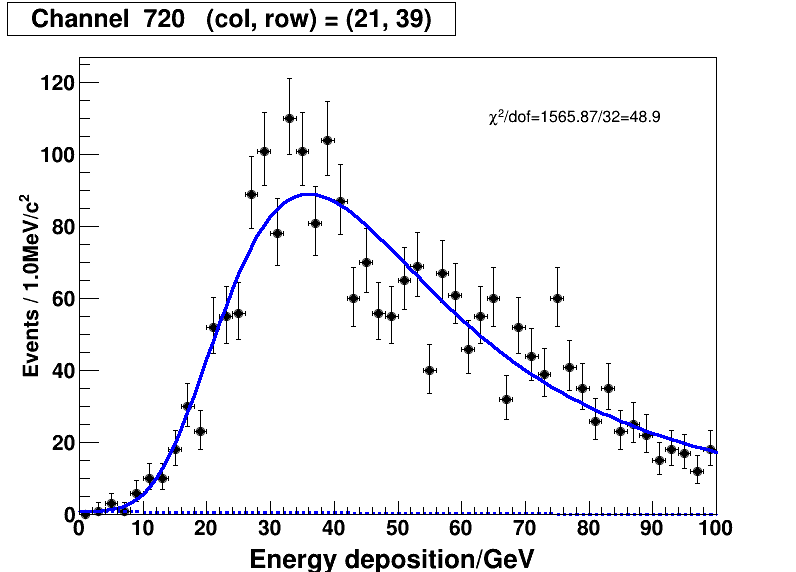 Channel 720 (col, row) = (21, 39)
χ²/dof=1565.87/32=48.9
Events / 1.0MeV/c²
120
100
80
60
40
20
0
0 10 20 30 40 50 60 70 80 90 100
Energy deposition/GeV